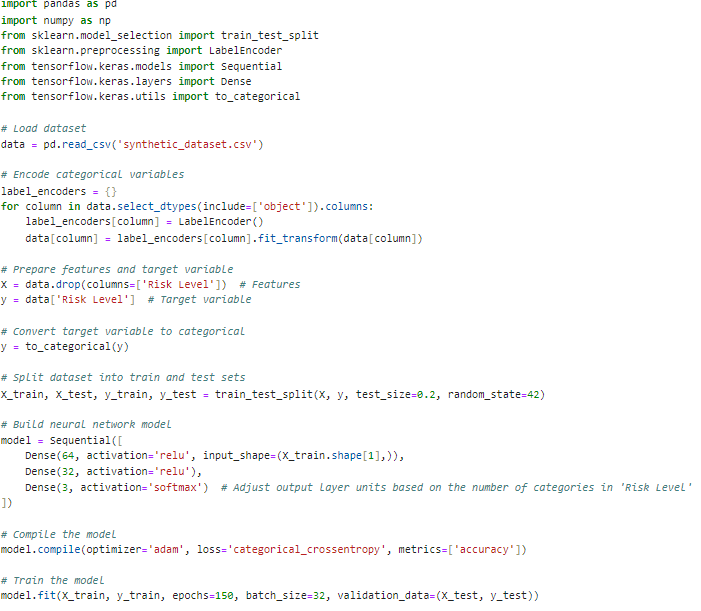 import pandas as pd
import numpy as np
from sklearn.model_selection import train_test_split
from sklearn.preprocessing import LabelEncoder
from tensorflow.keras.models import Sequential
from tensorflow.keras.layers import Dense
from tensorflow.keras.utils import to_categorical

# Load dataset
data = pd.read_csv('synthetic_dataset.csv')

# Encode categorical variables
label_encoders = {}
for column in data.select_dtypes(include=['object']).columns:
    label_encoders[column] = LabelEncoder()
    data[column] = label_encoders[column].fit_transform(data[column])

# Prepare features and target variable
X = data.drop(columns=['Risk Level'])  # Features
y = data['Risk Level']  # Target variable

# Convert target variable to categorical
y = to_categorical(y)

# Split dataset into train and test sets
X_train, X_test, y_train, y_test = train_test_split(X, y, test_size=0.2, random_state=42)

# Build neural network model
model = Sequential([
    Dense(64, activation='relu', input_shape=(X_train.shape[1],)),
    Dense(32, activation='relu'),
    Dense(3, activation='softmax')  # Adjust output layer units based on the number of categories in 'Risk Level'
])

# Compile the model
model.compile(optimizer='adam', loss='categorical_crossentropy', metrics=['accuracy'])

# Train the model
model.fit(X_train, y_train, epochs=150, batch_size=32, validation_data=(X_test, y_test))